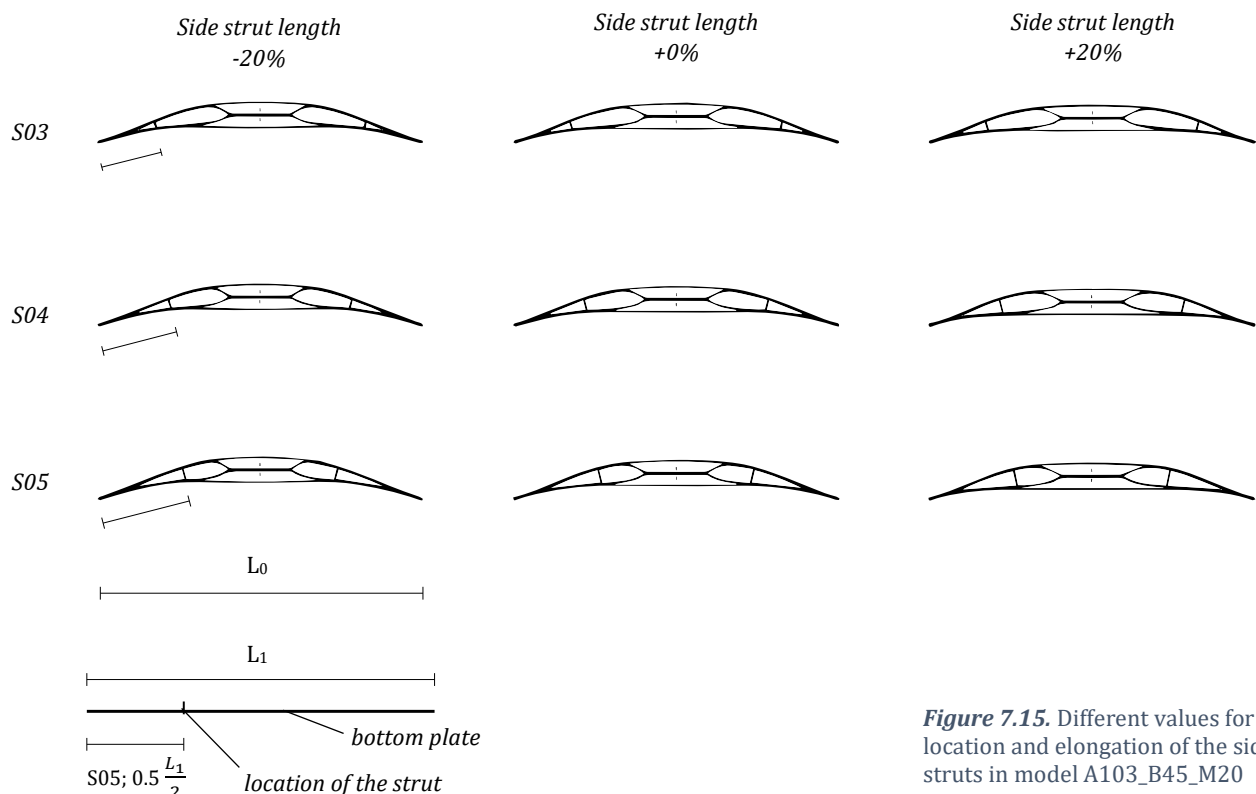 Side strut length
-20%
Side strut length
+0%
Side strut length
+20%
S03
S04
S05
L₀
L₁
bottom plate
location of the strut
S05; 0.5 L₁/2
Figure 7.15. Different values for
location and elongation of the
struts in model A103_B45_M20